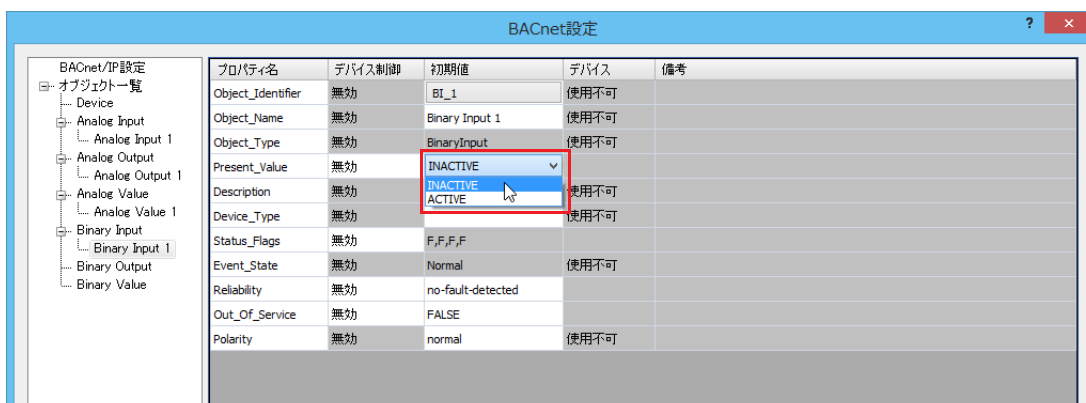 BACnet設定
? ×
BACnet/IP設定
オブジェクト一覧
Device
Analog Input
Analog Input 1
Analog Output
Analog Output 1
Analog Value
Analog Value 1
Binary Input
Binary Input 1
Binary Output
Binary Value
プロパティ名 デバイス制御 初期値 デバイス 備考
Object_Identifier 無効 BI_1 使用不可
Object_Name 無効 Binary Input 1 使用不可
Object_Type 無効 BinaryInput 使用不可
Present_Value 無効 INACTIVE
INACTIVE
ACTIVE
Description 無効 使用不可
Device_Type 無効 使用不可
Status_Flags 無効 F,F,F,F
Event_State 無効 Normal 使用不可
Reliability 無効 no-fault-detected
Out_Of_Service 無効 FALSE
Polarity 無効 normal 使用不可